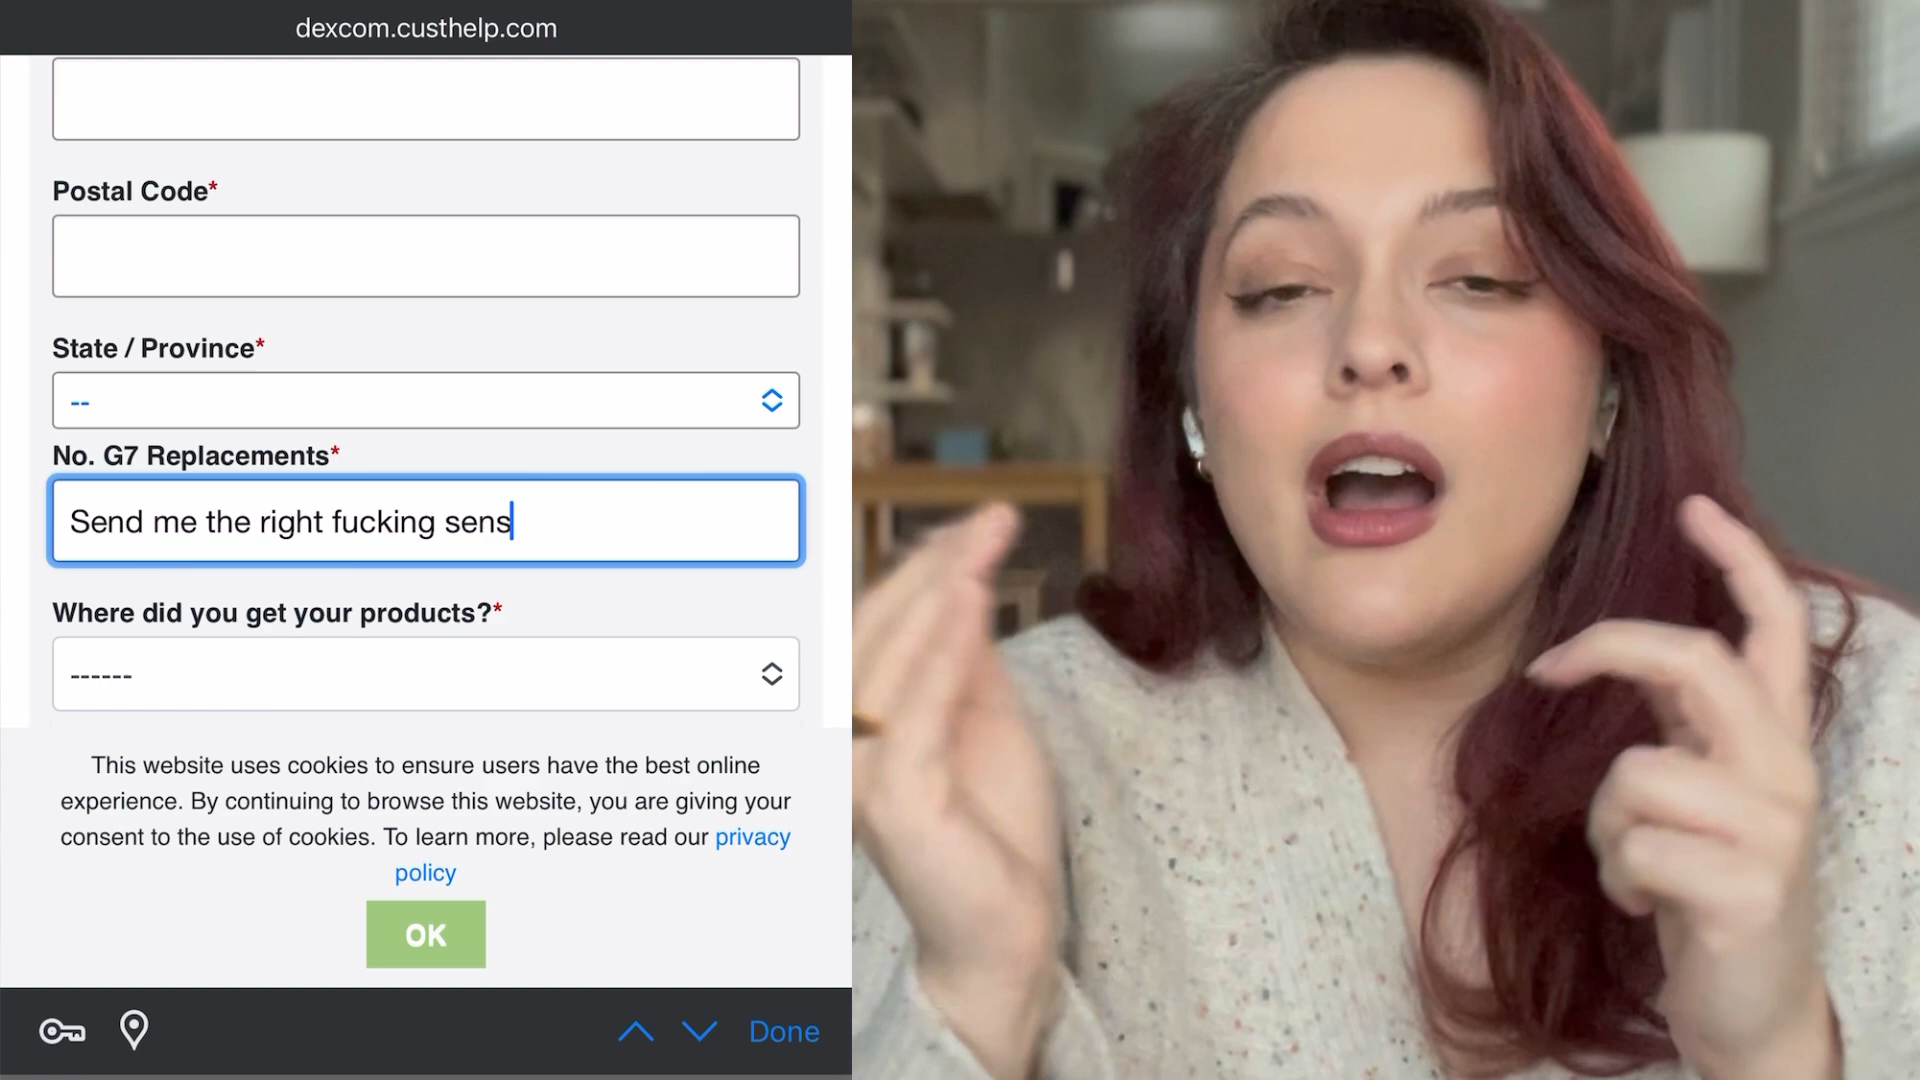 dexcom.custhelp.com
Postal Code*
State / Province*
--
No. G7 Replacements*
Send me the right fucking sens
Where did you get your products?*
------
This website uses cookies to ensure users have the best online
experience. By continuing to browse this website, you are giving your
consent to the use of cookies. To learn more, please read our privacy
policy
OK
Done